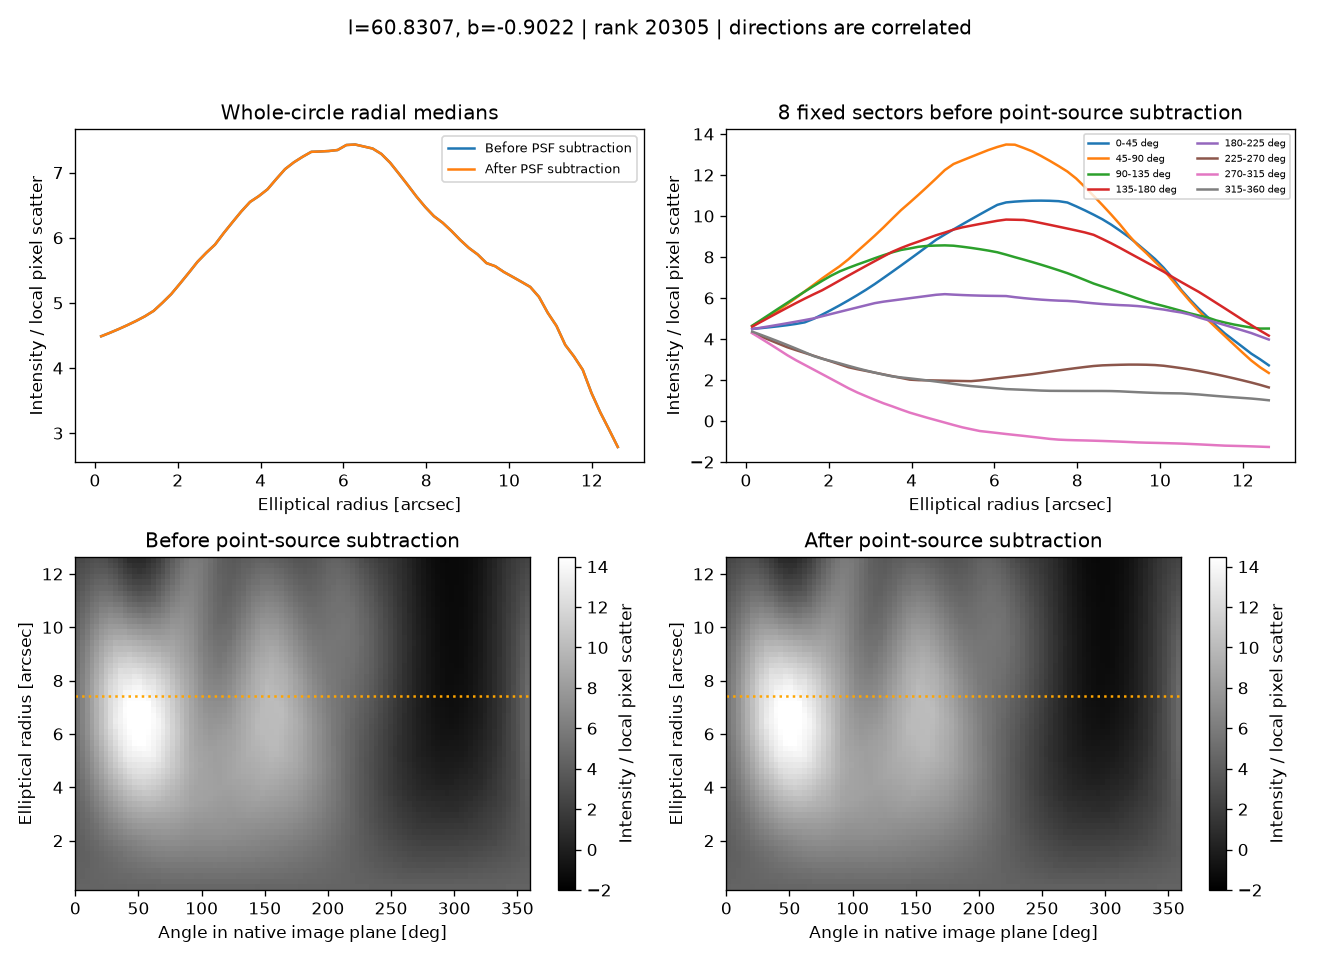 l=60.8307, b=-0.9022 | rank 20305 | directions are correlated
Whole-circle radial medians
Before PSF subtraction
After PSF subtraction
7
6
5
4
3
0 2 4 6 8 10 12
Elliptical radius [arcsec]
Intensity / local pixel scatter
8 fixed sectors before point-source subtraction
0-45 deg
45-90 deg
90-135 deg
135-180 deg
180-225 deg
225-270 deg
270-315 deg
315-360 deg
14
12
10
8
6
4
2
0
−2
0 2 4 6 8 10 12
Elliptical radius [arcsec]
Intensity / local pixel scatter
Before point-source subtraction
12
10
8
6
4
2
0 50 100 150 200 250 300 350
Angle in native image plane [deg]
Elliptical radius [arcsec]
14
12
10
8
6
4
2
0
−2
Intensity / local pixel scatter
After point-source subtraction
12
10
8
6
4
2
0 50 100 150 200 250 300 350
Angle in native image plane [deg]
Elliptical radius [arcsec]
14
12
10
8
6
4
2
0
−2
Intensity / local pixel scatter